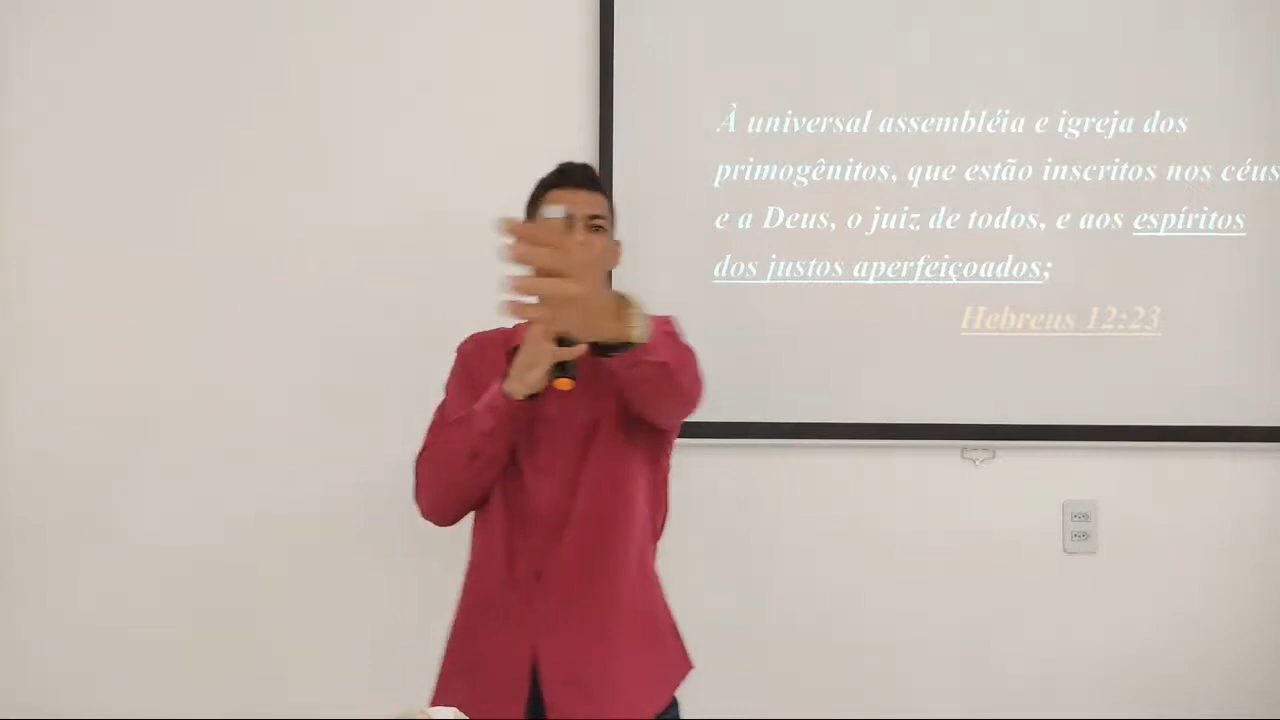 À universal assembléia e igreja dos
primogênitos, que estão inscritos nos céus
e a Deus, o juiz de todos, e aos espíritos
dos justos aperfeiçoados;
Hebreus 12:23